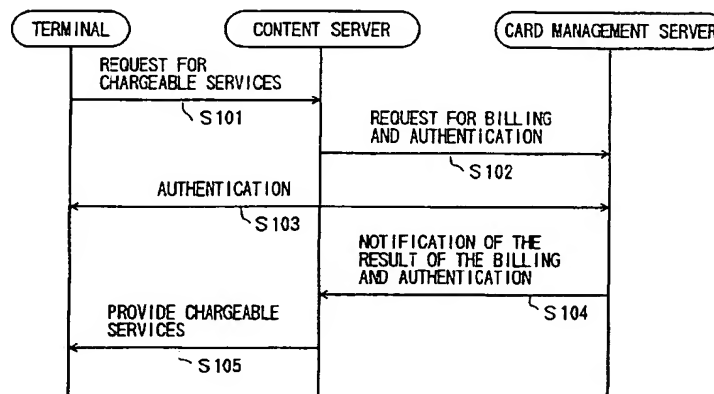 TERMINAL
CONTENT SERVER
CARD MANAGEMENT SERVER
REQUEST FOR
CHARGEABLE SERVICES
S101
REQUEST FOR BILLING
AND AUTHENTICATION
S102
AUTHENTICATION
S103
NOTIFICATION OF THE
RESULT OF THE BILLING
AND AUTHENTICATION
S104
PROVIDE CHARGEABLE
SERVICES
S105